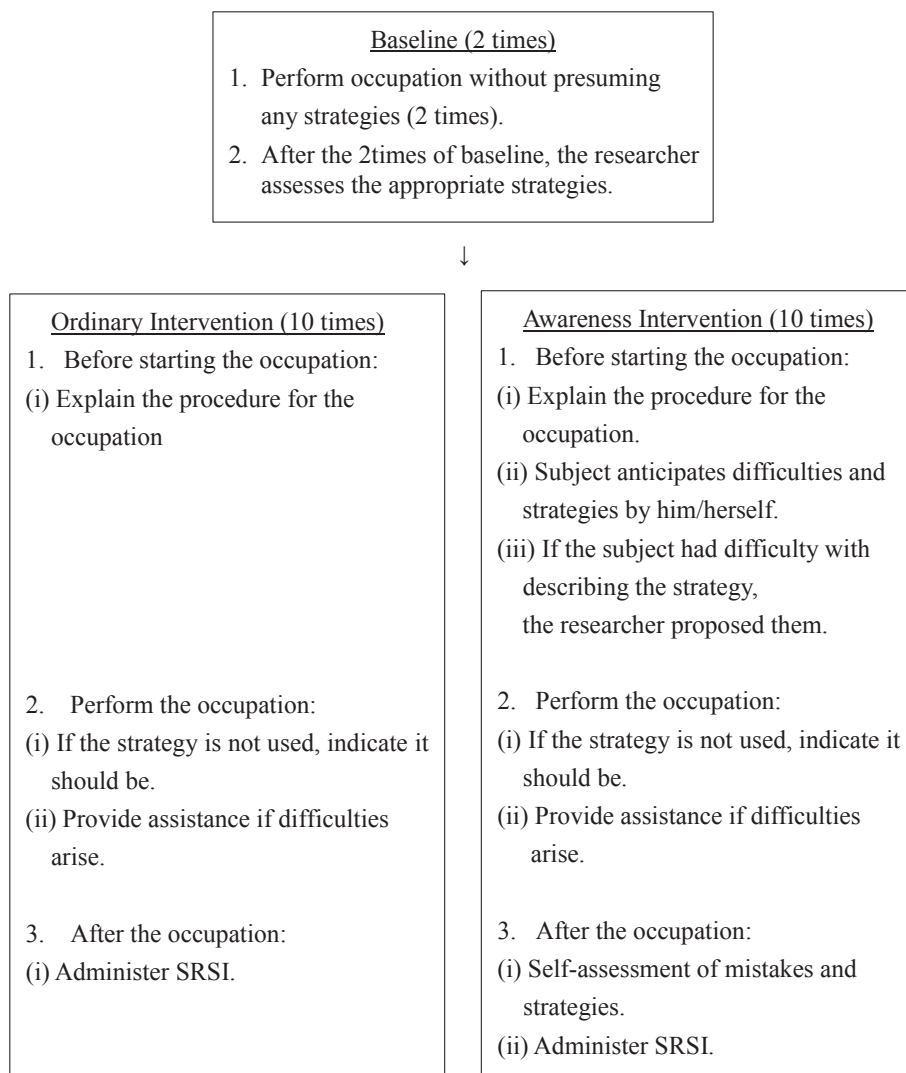 Baseline (2 times)
1. Perform occupation without presuming
any strategies (2 times).
2. After the 2times of baseline, the researcher
assesses the appropriate strategies.
↓
Ordinary Intervention (10 times)
1. Before starting the occupation:
(i) Explain the procedure for the
occupation
2. Perform the occupation:
(i) If the strategy is not used, indicate it
should be.
(ii) Provide assistance if difficulties
arise.
3. After the occupation:
(i) Administer SRSI.
Awareness Intervention (10 times)
1. Before starting the occupation:
(i) Explain the procedure for the
occupation.
(ii) Subject anticipates difficulties and
strategies by him/herself.
(iii) If the subject had difficulty with
describing the strategy,
the researcher proposed them.
2. Perform the occupation:
(i) If the strategy is not used, indicate it
should be.
(ii) Provide assistance if difficulties
arise.
3. After the occupation:
(i) Self-assessment of mistakes and
strategies.
(ii) Administer SRSI.